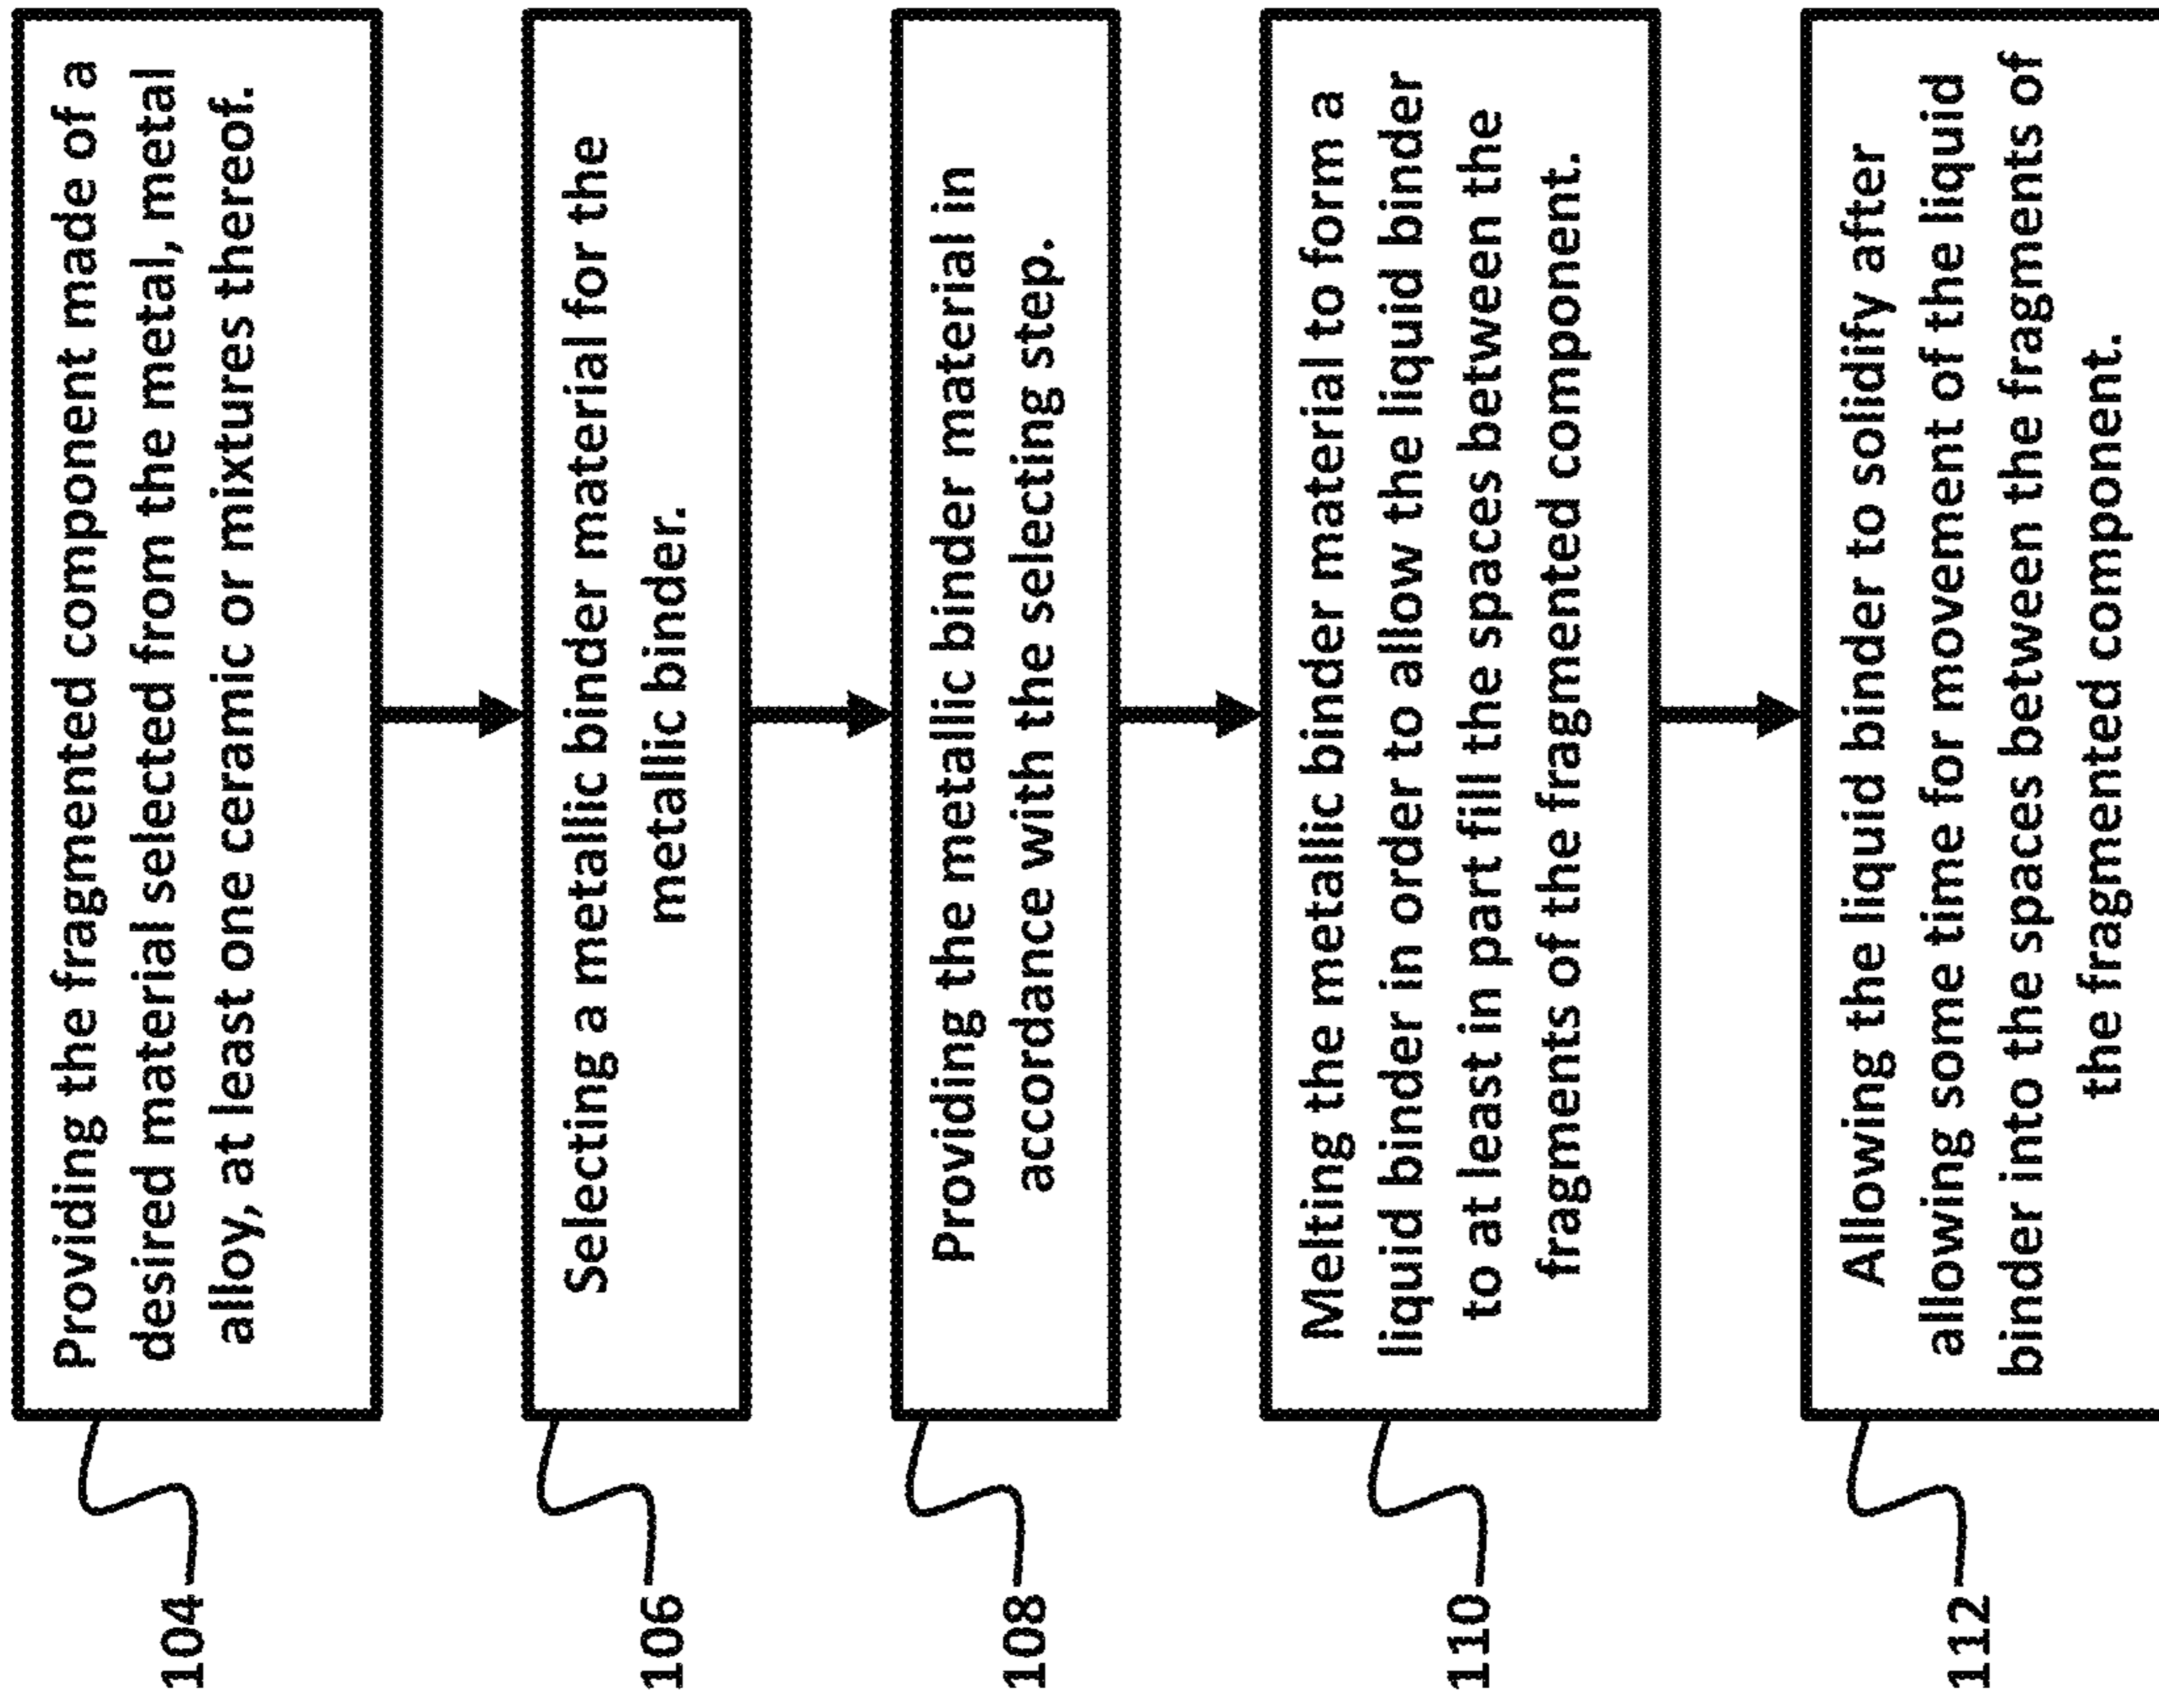 104
Providing the fragmented component made of a
desired material selected from the metal, metal
alloy, at least one ceramic or mixtures thereof.
106
Selecting a metallic binder material for the
metallic binder.
108
Providing the metallic binder material in
accordance with the selecting step.
110
Melting the metallic binder material to form a
liquid binder in order to allow the liquid binder
to at least in part fill the spaces between the
fragments of the fragmented component.
112
Allowing the liquid binder to solidify after
allowing some time for movement of the liquid
binder into the spaces between the fragments of
the fragmented component.